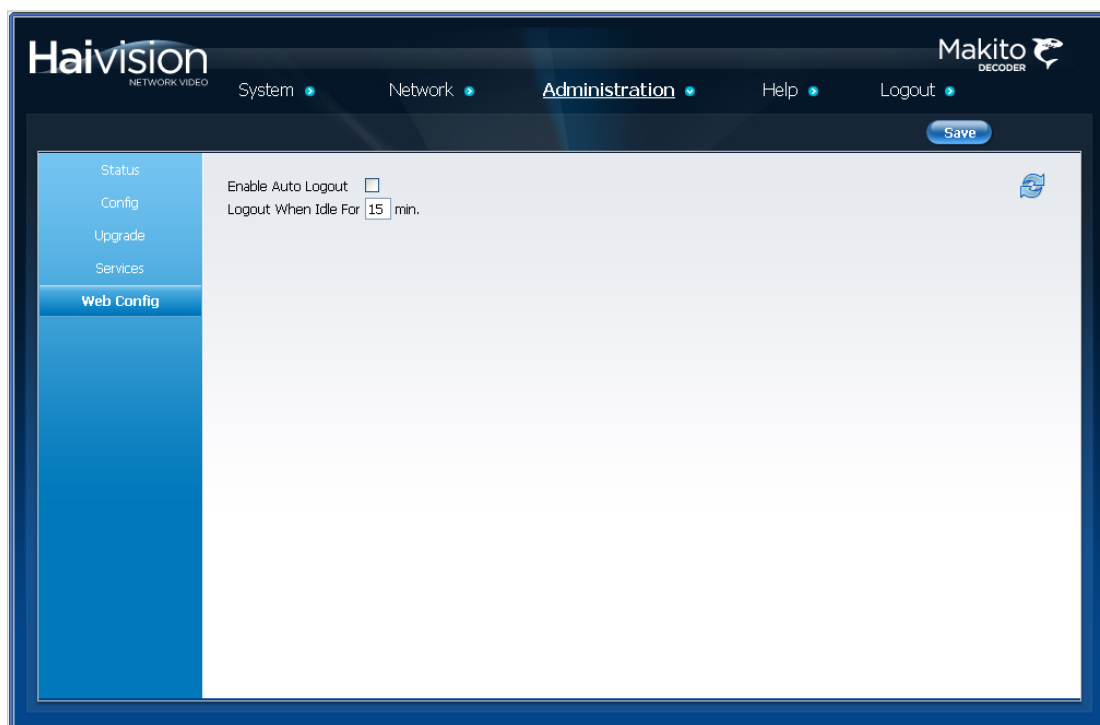 Haivision
NETWORK VIDEO
Makito
DECODER
System
Network
Administration
Help
Logout
Save
Status
Config
Upgrade
Services
Web Config
Enable Auto Logout
Logout When Idle For 15 min.